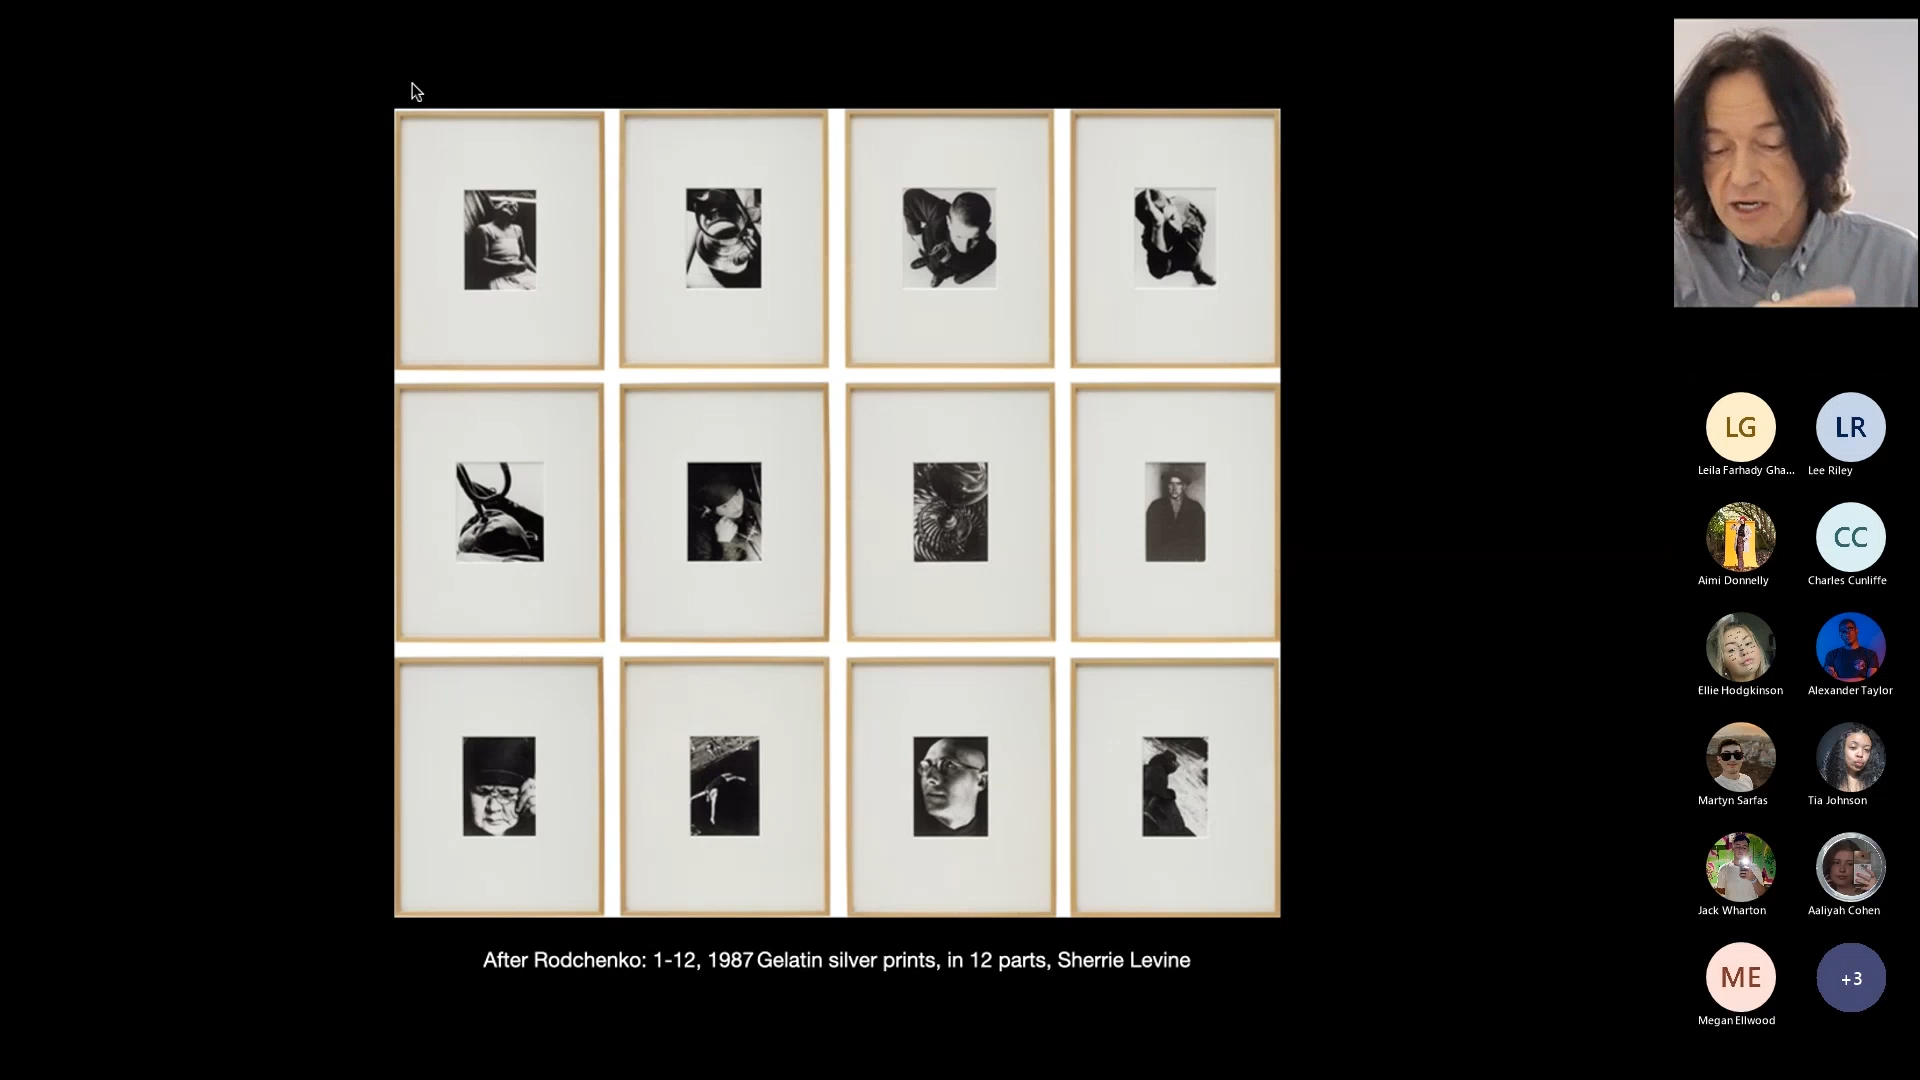 After Rodchenko: 1-12, 1987 Gelatin silver prints, in 12 parts, Sherrie Levine
LG
LR
Leila Farhady Gha...
Lee Riley
CC
Aimi Donnelly
Charles Cunliffe
Ellie Hodgkinson
Alexander Taylor
Martyn Sarfas
Tia Johnson
Jack Wharton
Aaliyah Cohen
ME
+3
Megan Ellwood